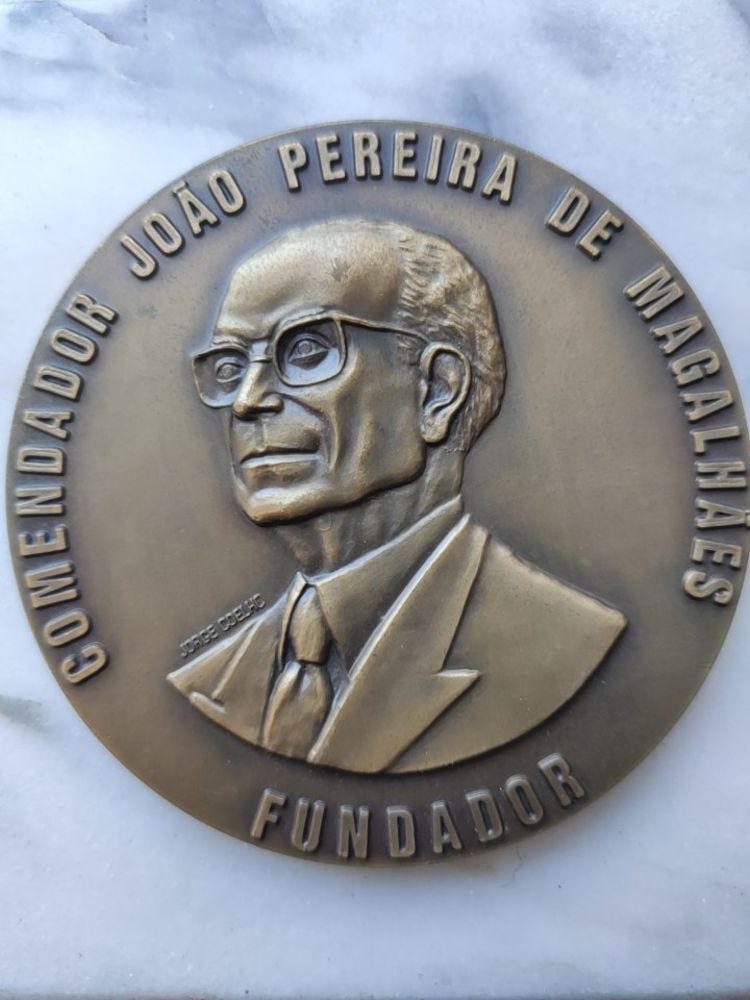 COMENDADOR JOÃO PEREIRA DE MAGALHÃES
JORGE COELHO
FUNDADOR